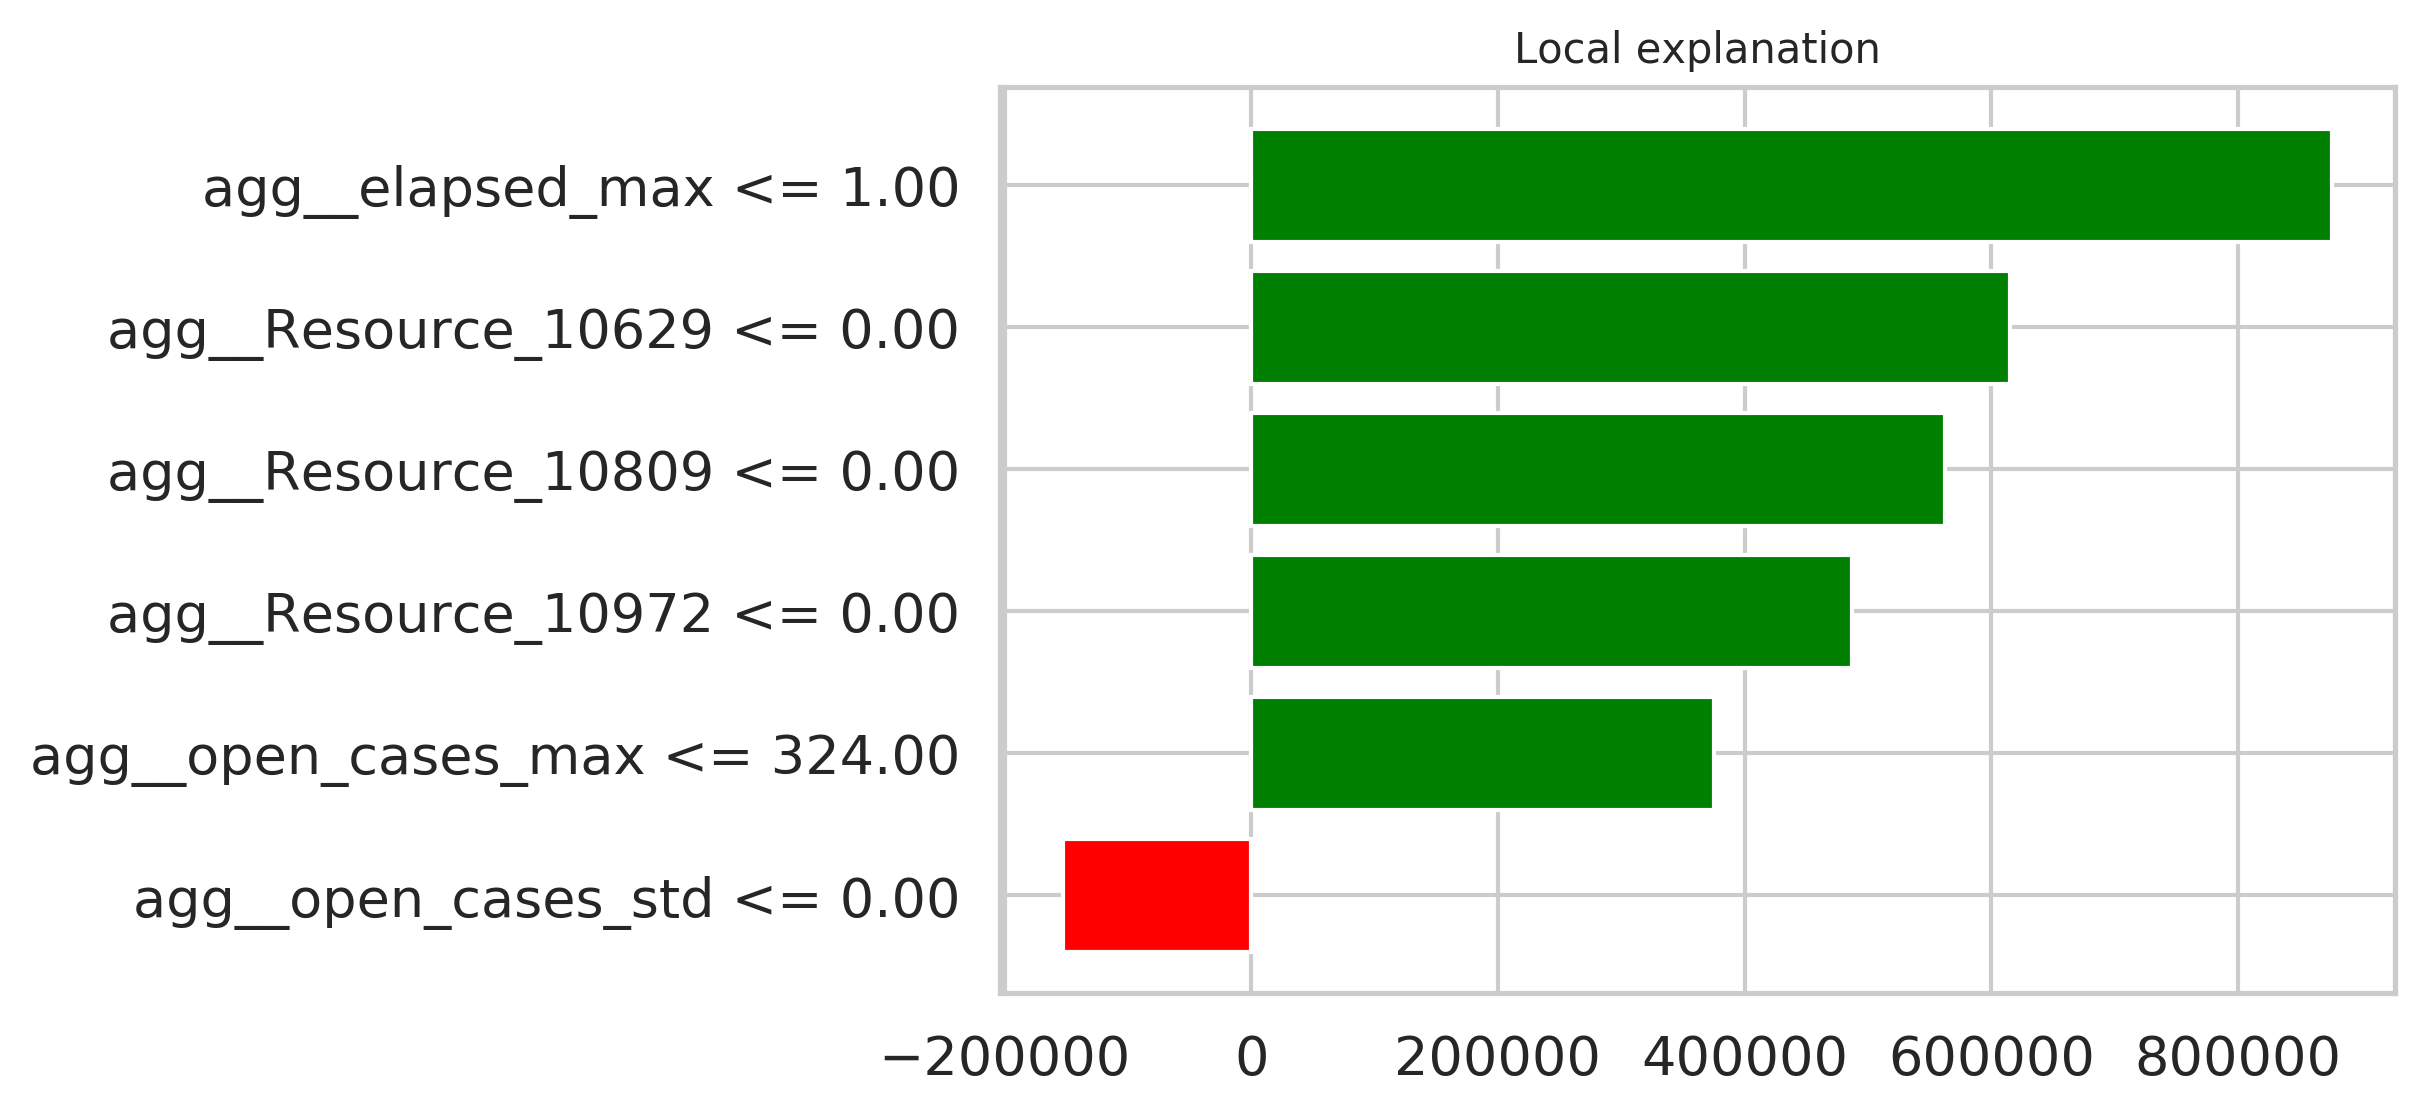 Local explanation
agg__elapsed_max <= 1.00
agg__Resource_10629 <= 0.00
agg__Resource_10809 <= 0.00
agg__Resource_10972 <= 0.00
agg__open_cases_max <= 324.00
agg__open_cases_std <= 0.00
−200000 0 200000 400000 600000 800000